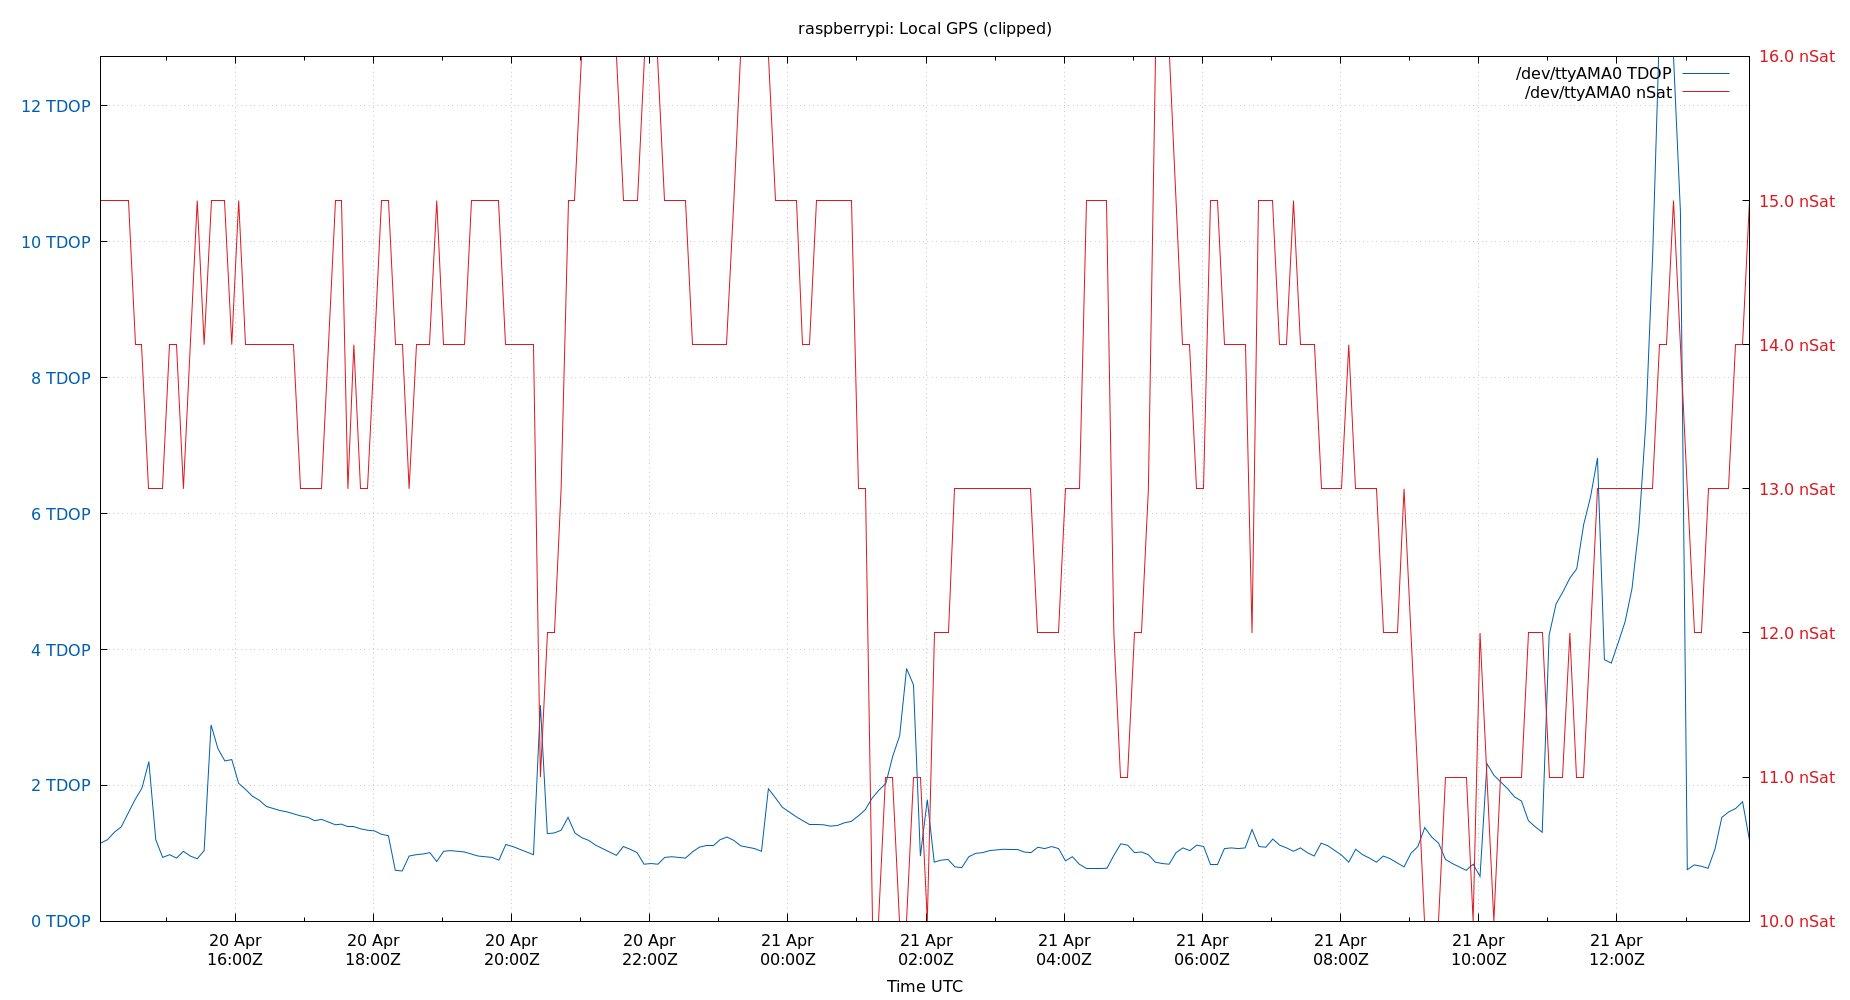 raspberrypi: Local GPS (clipped)
16.0 nSat
/dev/ttyAMA0 TDOP
/dev/ttyAMA0 nSat
12 TDOP
15.0 nSat
10 TDOP
14.0 nSat
8 TDOP
13.0 nSat
6 TDOP
12.0 nSat
4 TDOP
11.0 nSat
2 TDOP
10.0 nSat
0 TDOP
20 Apr 20 Apr 20 Apr 20 Apr 21 Apr 21 Apr 21 Apr 21 Apr 21 Apr 21 Apr 21 Apr
16:00Z 18:00Z 20:00Z 22:00Z 00:00Z 02:00Z 04:00Z 06:00Z 08:00Z 10:00Z 12:00Z
Time UTC